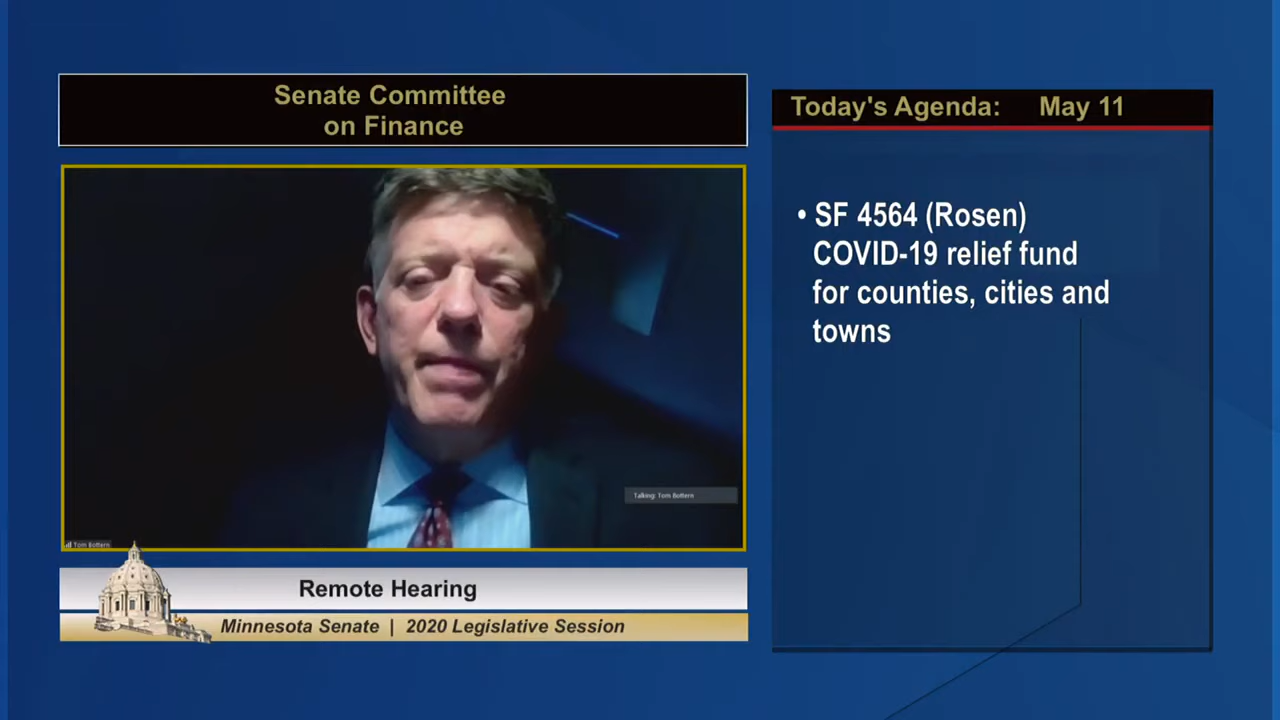 Senate Committee
on Finance
Today's Agenda: May 11
• SF 4564 (Rosen)
COVID-19 relief fund
for counties, cities and
towns
Talking: Tom Bottern
Tom Bottern
Remote Hearing
Minnesota Senate | 2020 Legislative Session